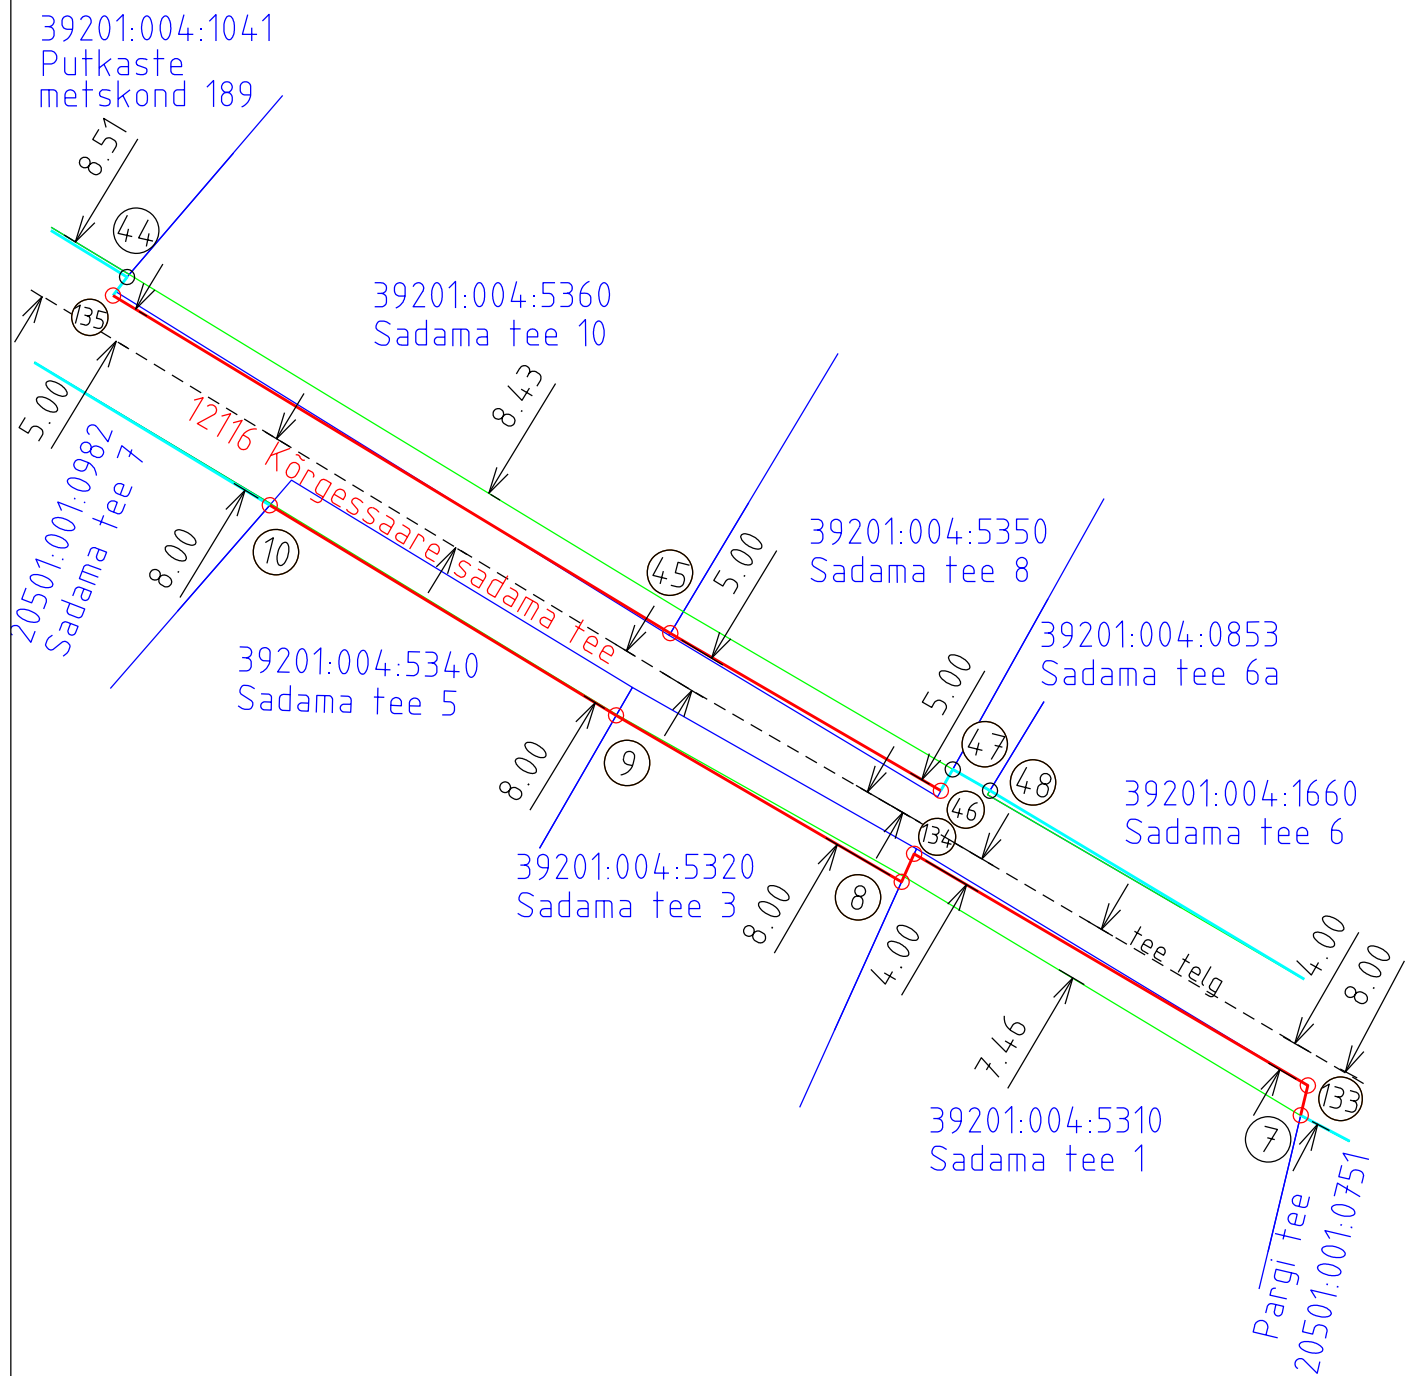 39201:004:1041
Putkaste
metskond 189
8.51
44
135
39201:004:5360
Sadama tee 10
8.43
5.00
20501:001:0982
Sadama tee 7
12116 Kõrgessaare sadama tee
8.00
10
45
5.00
39201:004:5350
Sadama tee 8
39201:004:5340
Sadama tee 5
39201:004:0853
Sadama tee 6a
5.00
47
48
46
8.00
9
39201:004:1660
Sadama tee 6
134
39201:004:5320
Sadama tee 3
8
8.00
4.00
tee telg
4.00
8.00
7.46
39201:004:5310
Sadama tee 1
133
7
Pargi tee
20501:001:0751